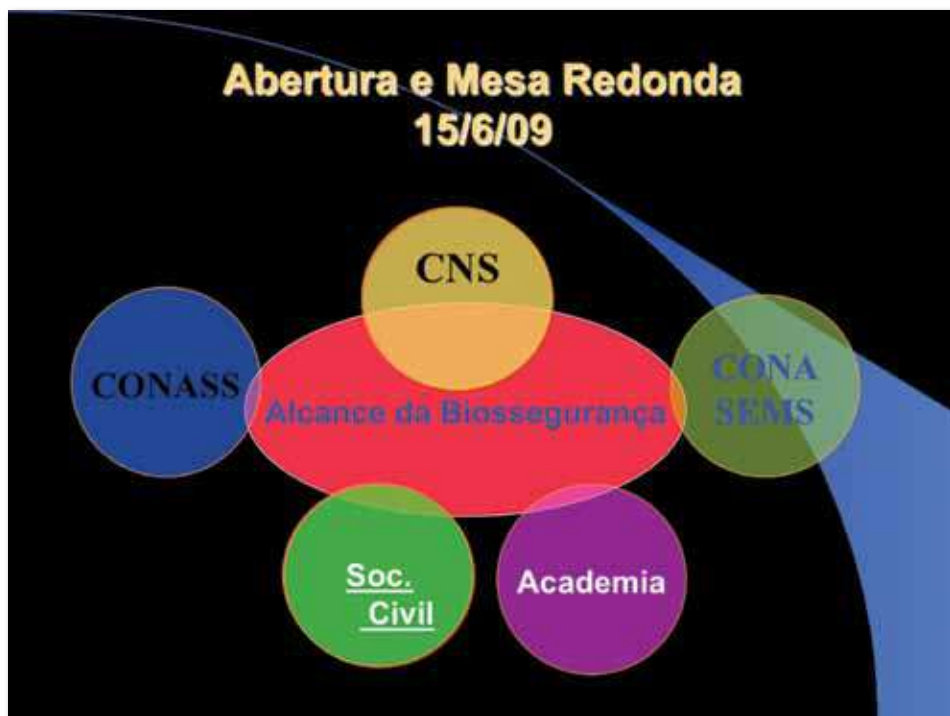 Abertura e Mesa Redonda
15/6/09
CNS
CONASS
Alcance da Biossegurança
CONA
SEMS
Soc.
Civil
Academia